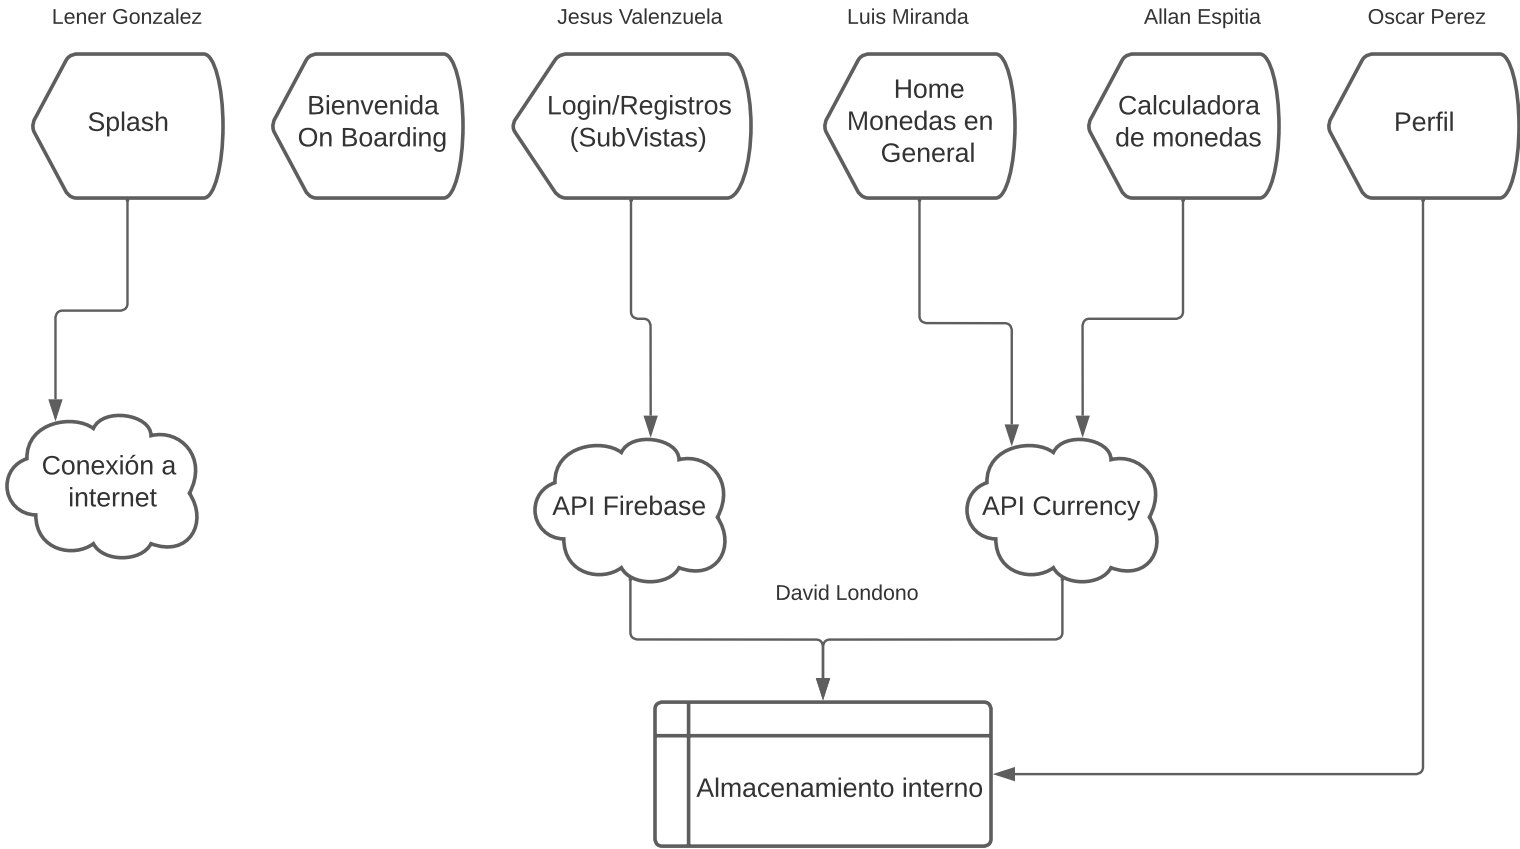 Lener Gonzalez
Jesus Valenzuela
Luis Miranda
Allan Espitia
Oscar Perez
Splash
Bienvenida
On Boarding
Login/Registros
(SubVistas)
Home
Monedas en
General
Calculadora
de monedas
Perfil
Conexión a
internet
API Firebase
API Currency
David Londono
Almacenamiento interno